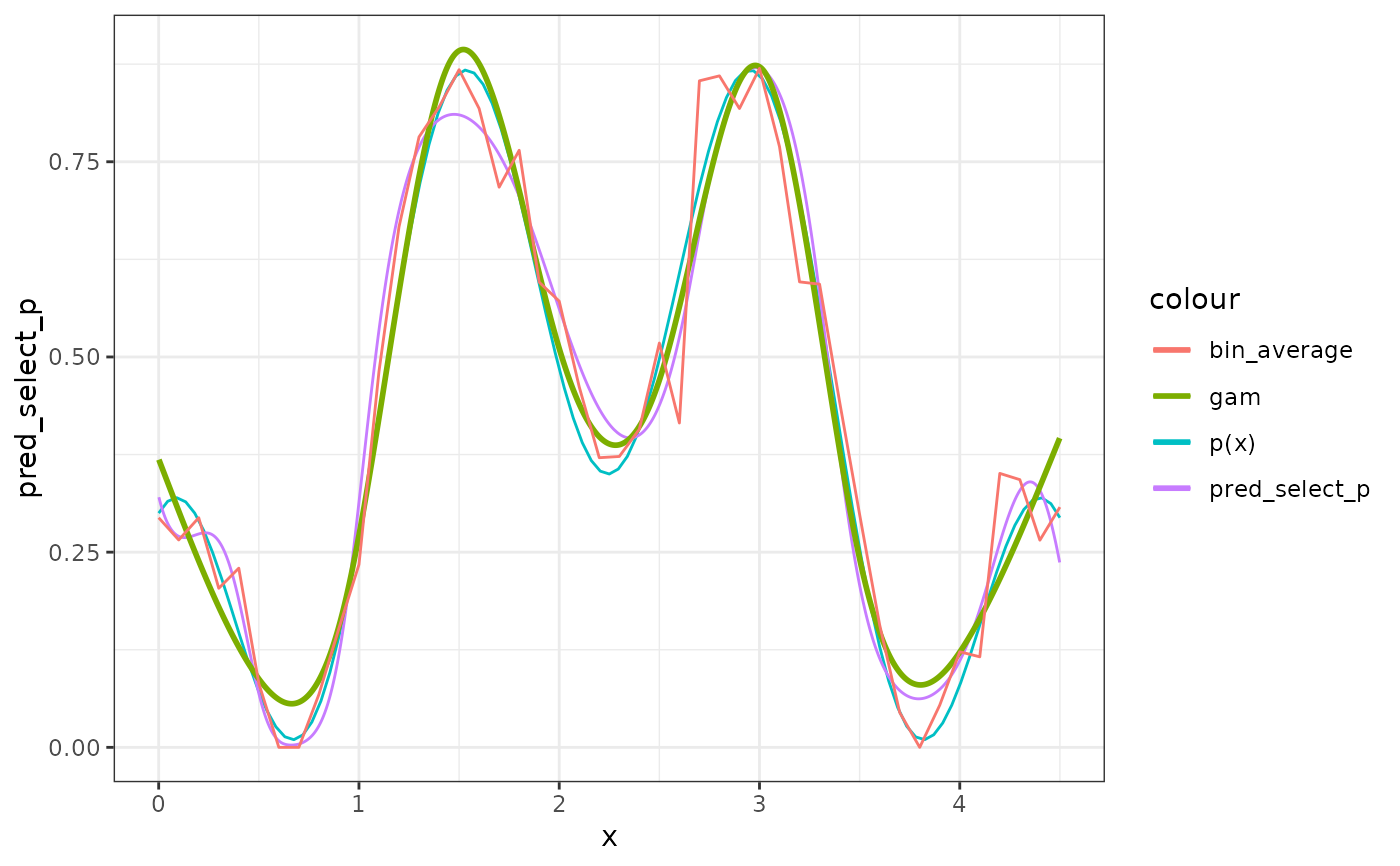 pred_select_p
0.75
0.50
0.25
0.00
0 1 2 3 4
x
colour
bin_average
gam
p(x)
pred_select_p